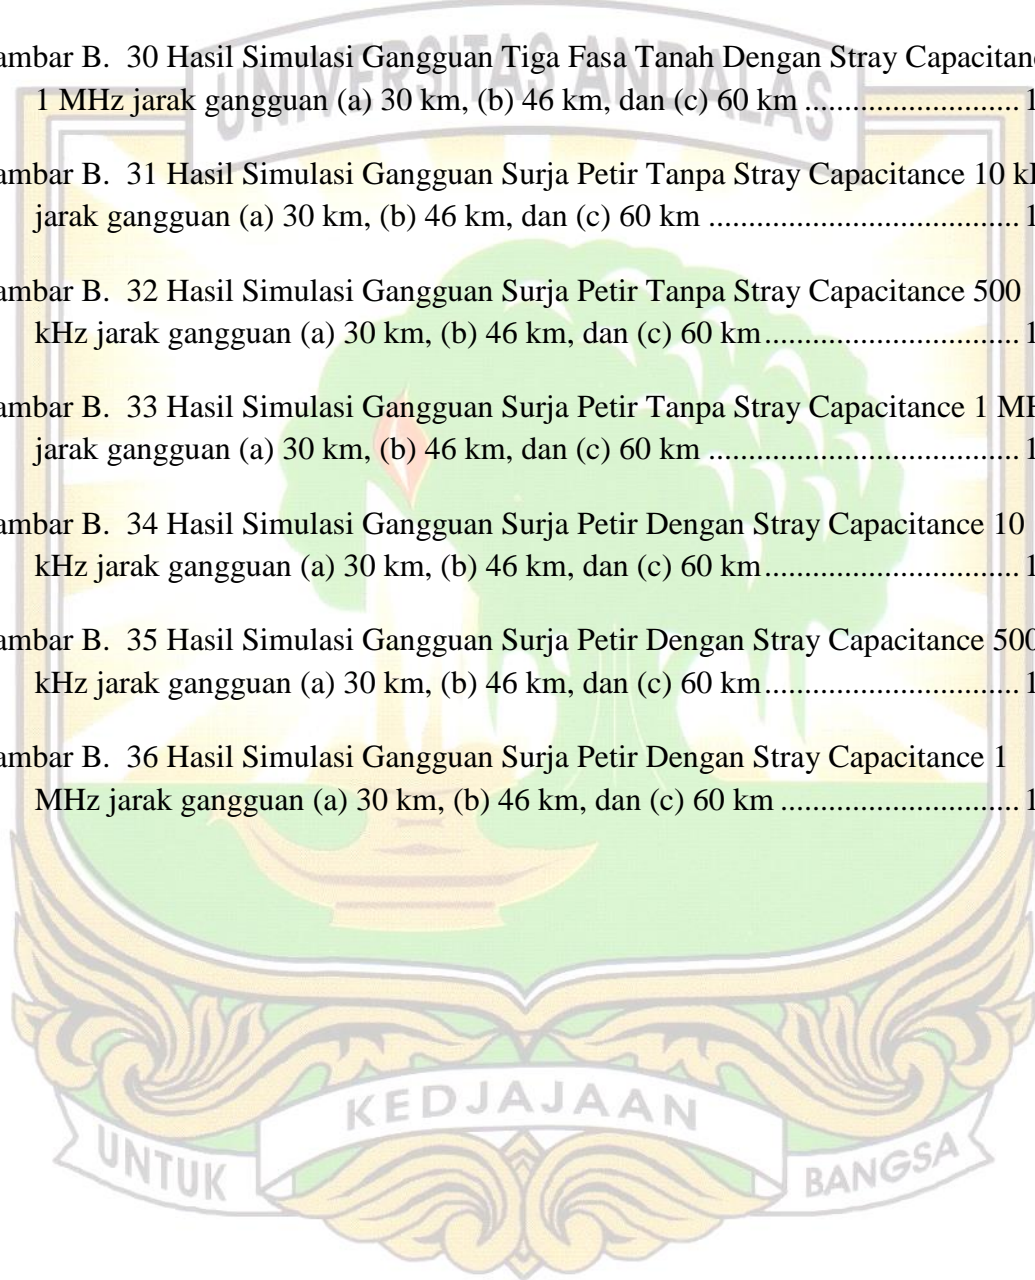 UNIVERSITAS ANDALAS
ambar B. 30 Hasil Simulasi Gangguan Tiga Fasa Tanah Dengan Stray Capacitan
1 MHz jarak gangguan (a) 30 km, (b) 46 km, dan (c) 60 km ........................... 1
ambar B. 31 Hasil Simulasi Gangguan Surja Petir Tanpa Stray Capacitance 10 k
jarak gangguan (a) 30 km, (b) 46 km, dan (c) 60 km ....................................... 1
ambar B. 32 Hasil Simulasi Gangguan Surja Petir Tanpa Stray Capacitance 500
kHz jarak gangguan (a) 30 km, (b) 46 km, dan (c) 60 km................................ 1
ambar B. 33 Hasil Simulasi Gangguan Surja Petir Tanpa Stray Capacitance 1 MH
jarak gangguan (a) 30 km, (b) 46 km, dan (c) 60 km ....................................... 1
ambar B. 34 Hasil Simulasi Gangguan Surja Petir Dengan Stray Capacitance 10
kHz jarak gangguan (a) 30 km, (b) 46 km, dan (c) 60 km................................ 1
ambar B. 35 Hasil Simulasi Gangguan Surja Petir Dengan Stray Capacitance 500
kHz jarak gangguan (a) 30 km, (b) 46 km, dan (c) 60 km................................ 1
ambar B. 36 Hasil Simulasi Gangguan Surja Petir Dengan Stray Capacitance 1
MHz jarak gangguan (a) 30 km, (b) 46 km, dan (c) 60 km .............................. 1
UNTUK KEDJAJAAN BANGSA